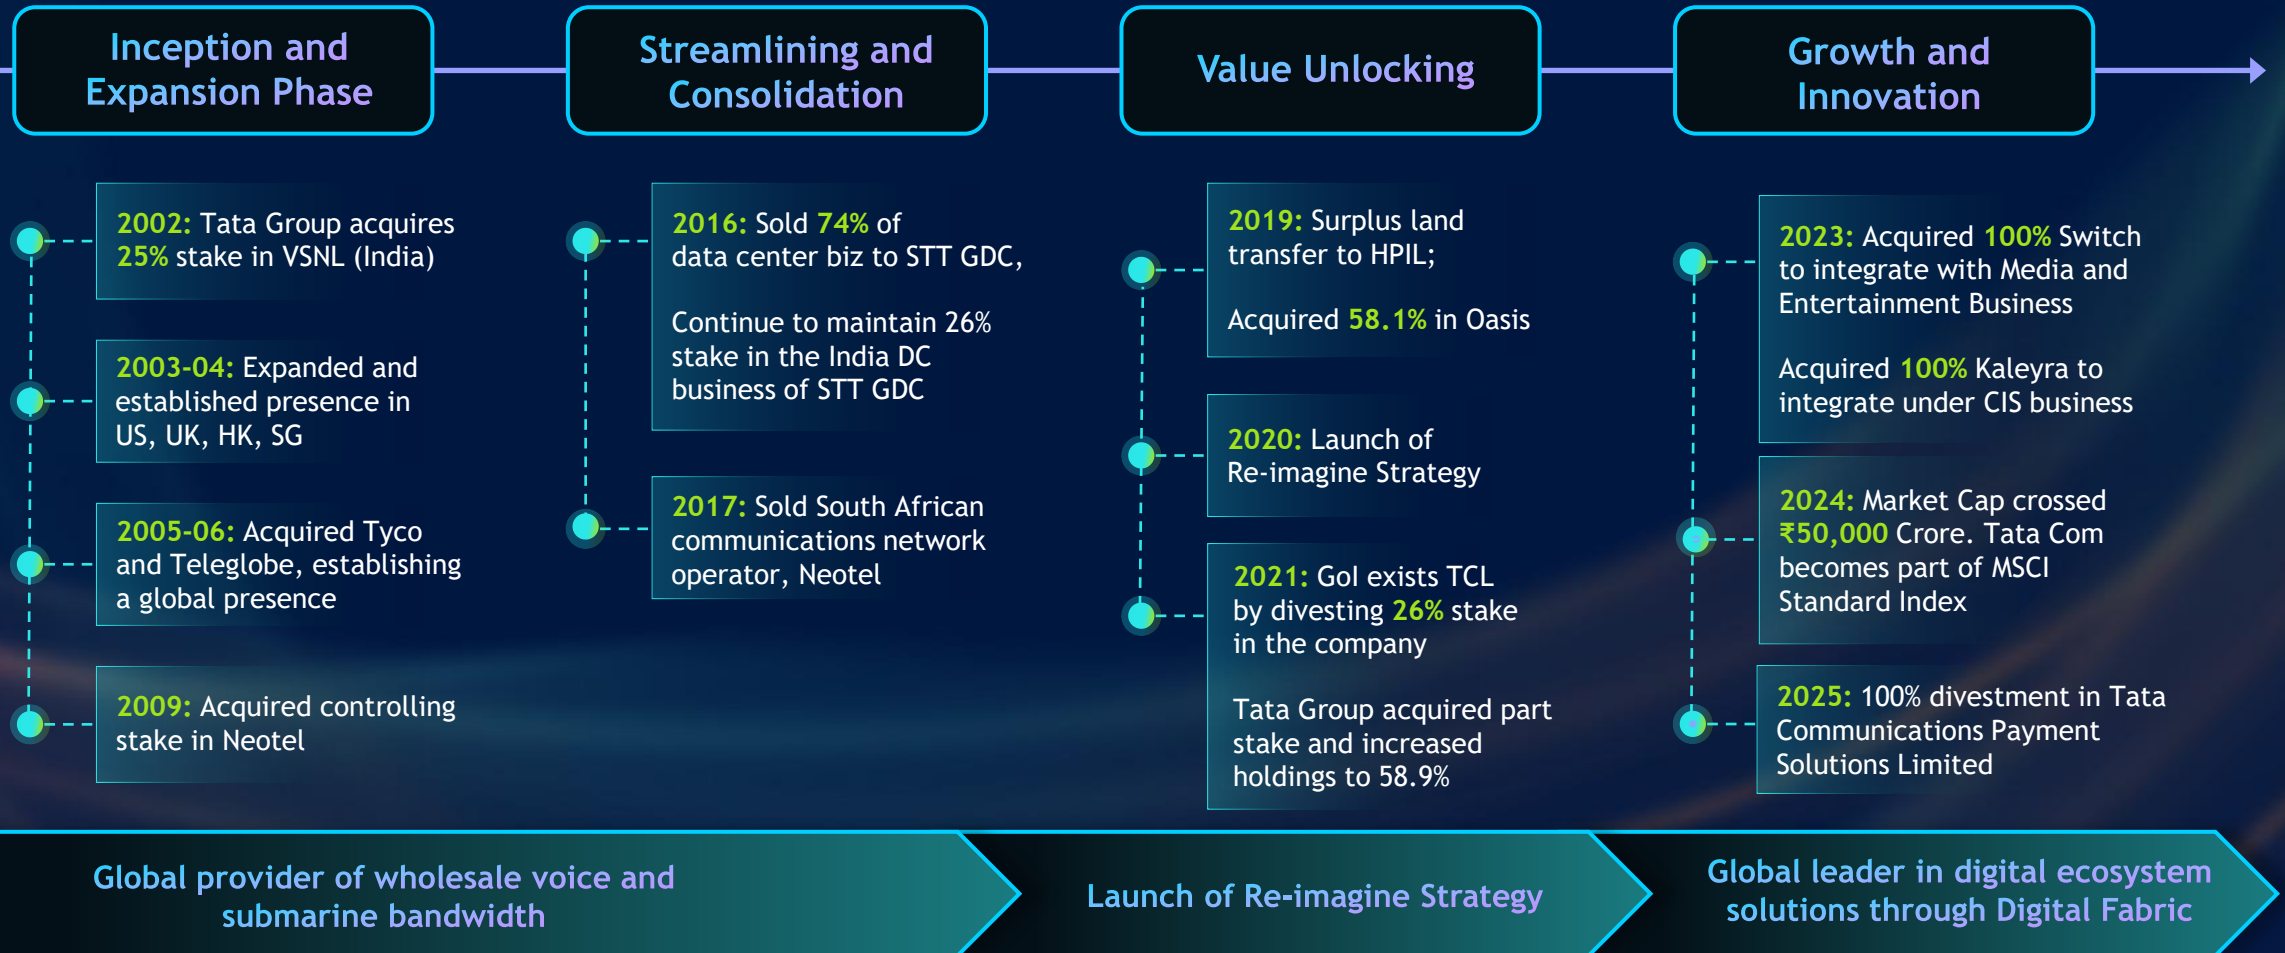 Inception and
Expansion Phase
Streamlining and
Consolidation
Value Unlocking
Growth and
Innovation
2002: Tata Group acquires
25% stake in VSNL (India)
2003-04: Expanded and
established presence in
US, UK, HK, SG
2005-06: Acquired Tyco
and Teleglobe, establishing
a global presence
2009: Acquired controlling
stake in Neotel
2016: Sold 74% of
data center biz to STT GDC,
Continue to maintain 26%
stake in the India DC
business of STT GDC
2017: Sold South African
communications network
operator, Neotel
2019: Surplus land
transfer to HPIL;
Acquired 58.1% in Oasis
2020: Launch of
Re-imagine Strategy
2021: GoI exists TCL
by divesting 26% stake
in the company
Tata Group acquired part
stake and increased
holdings to 58.9%
2023: Acquired 100% Switch
to integrate with Media and
Entertainment Business
Acquired 100% Kaleyra to
integrate under CIS business
2024: Market Cap crossed
₹50,000 Crore. Tata Com
becomes part of MSCI
Standard Index
2025: 100% divestment in Tata
Communications Payment
Solutions Limited
Global provider of wholesale voice and
submarine bandwidth
Launch of Re-imagine Strategy
Global leader in digital ecosystem
solutions through Digital Fabric